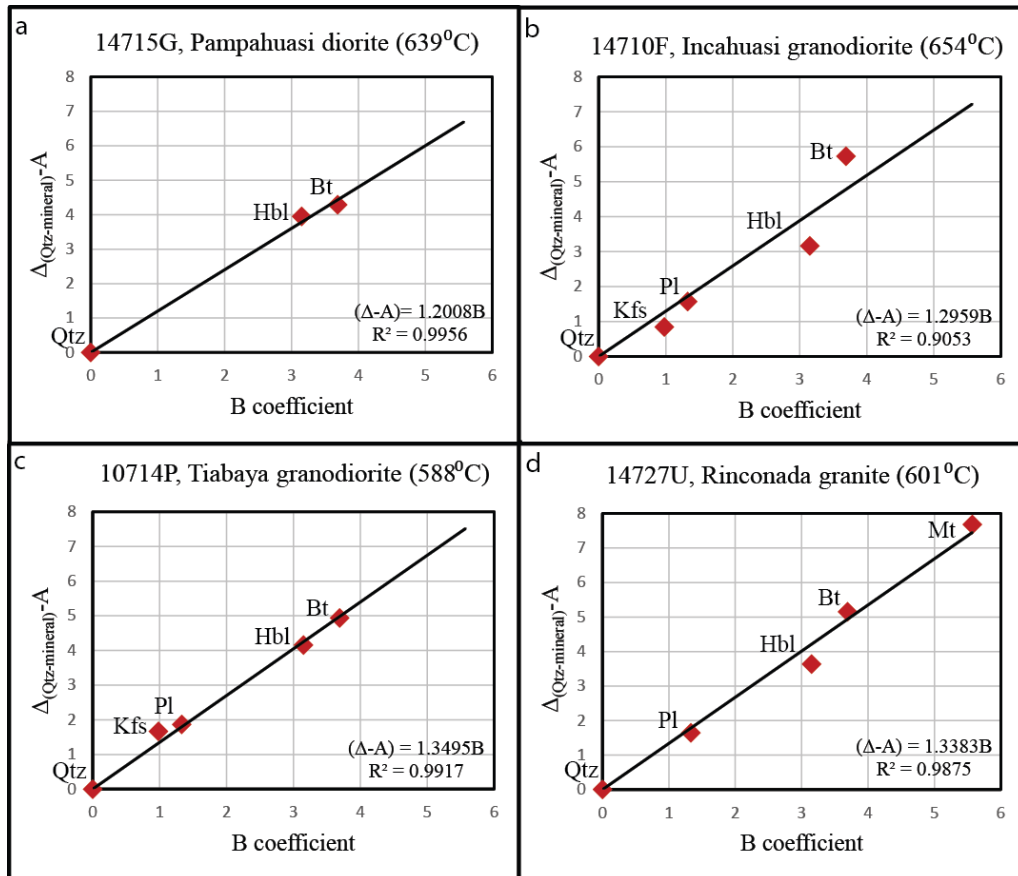 a
14715G, Pampahuasi diorite (639⁰C)
8
7
6
5
4
3
2
1
0
Δ(Qtz-mineral)-A
Bt
Hbl
Qtz
(Δ-A)= 1.2008B
R² = 0.9956
0 1 2 3 4 5 6
B coefficient
b
14710F, Incahuasi granodiorite (654⁰C)
8
7
6
5
4
3
2
1
0
Δ(Qtz-mineral)-A
Bt
Hbl
Pl
Kfs
Qtz
(Δ-A) = 1.2959B
R² = 0.9053
0 1 2 3 4 5 6
B coefficient
c
10714P, Tiabaya granodiorite (588⁰C)
8
7
6
5
4
3
2
1
0
Δ(Qtz-mineral)-A
Bt
Hbl
Pl
Kfs
Qtz
(Δ-A) = 1.3495B
R² = 0.9917
0 1 2 3 4 5 6
B coefficient
d
14727U, Rinconada granite (601⁰C)
8
7
6
5
4
3
2
1
0
Δ(Qtz-mineral)-A
Mt
Bt
Hbl
Pl
Qtz
(Δ-A) = 1.3383B
R² = 0.9875
0 1 2 3 4 5 6
B coefficient